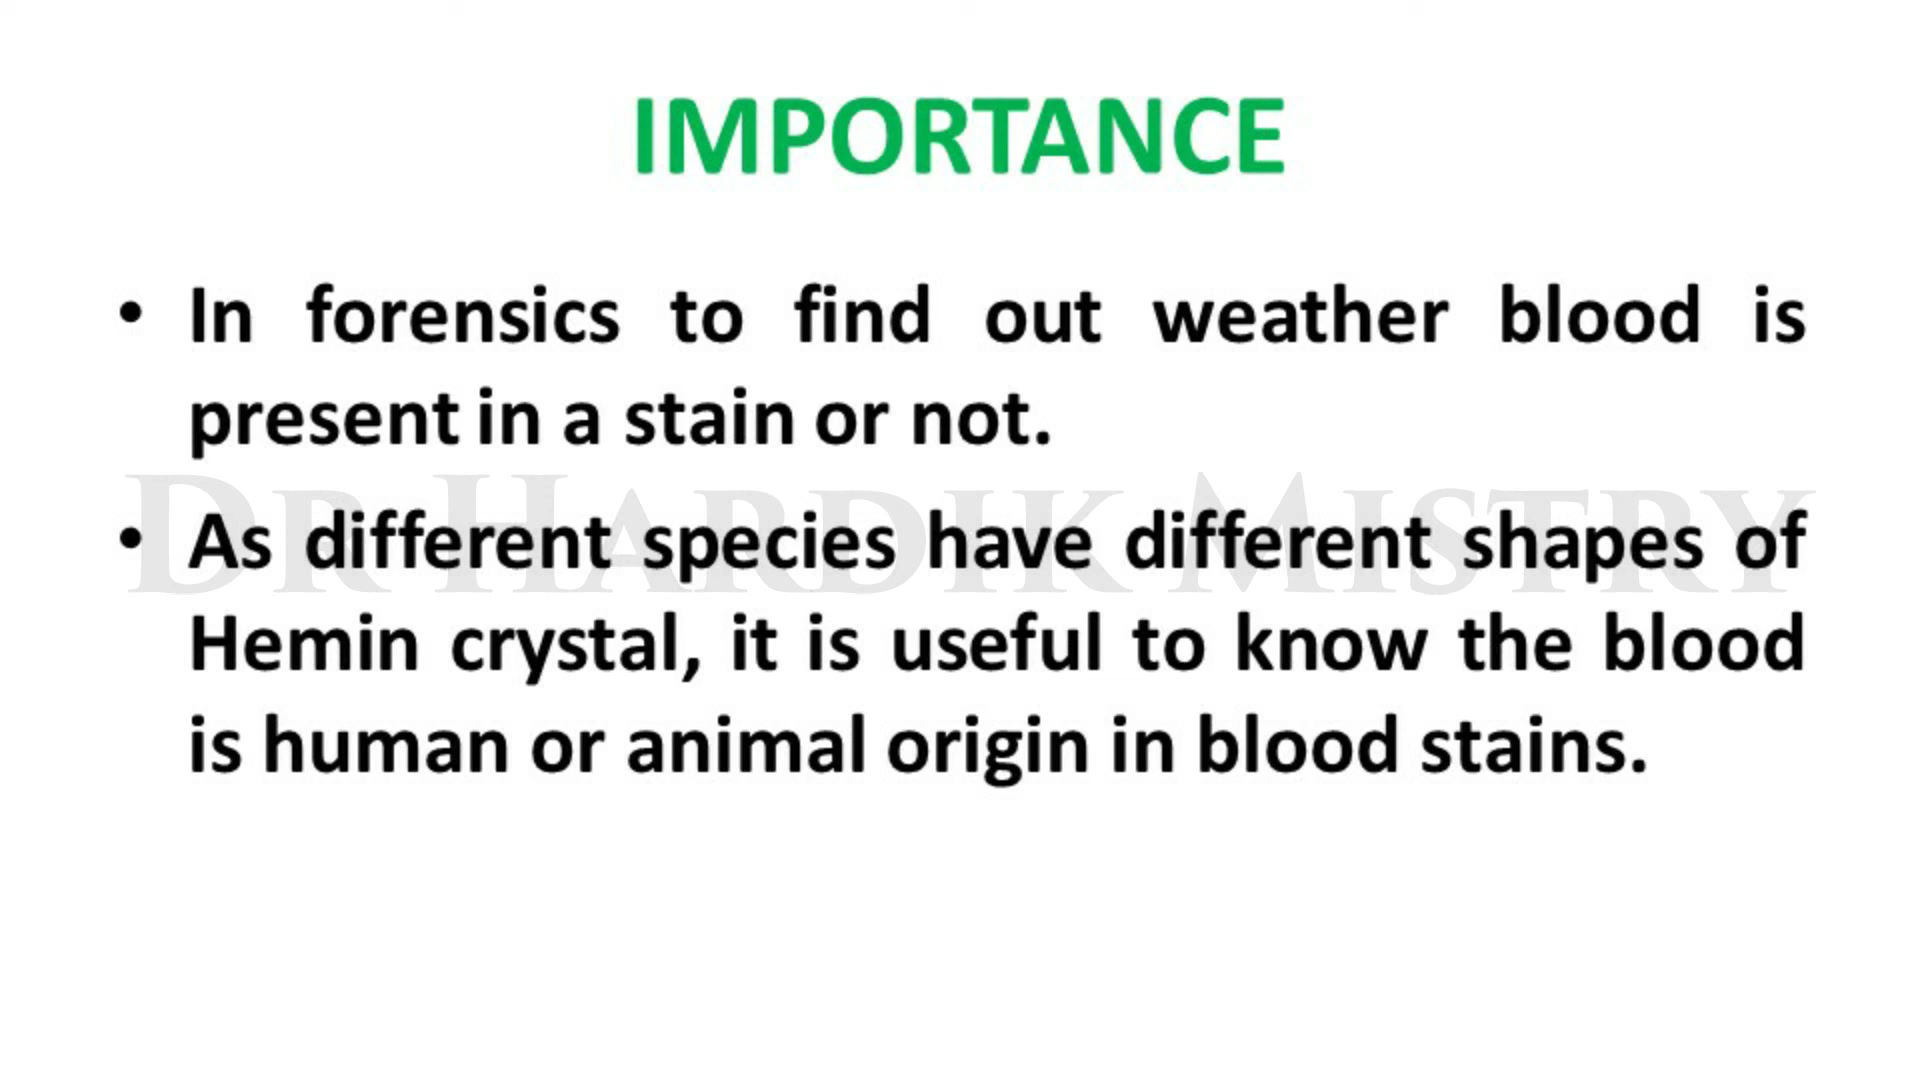 IMPORTANCE
• In forensics to find out weather blood is
present in a stain or not.
DR HARDIK MISTRY
• As different species have different shapes of
Hemin crystal, it is useful to know the blood
is human or animal origin in blood stains.